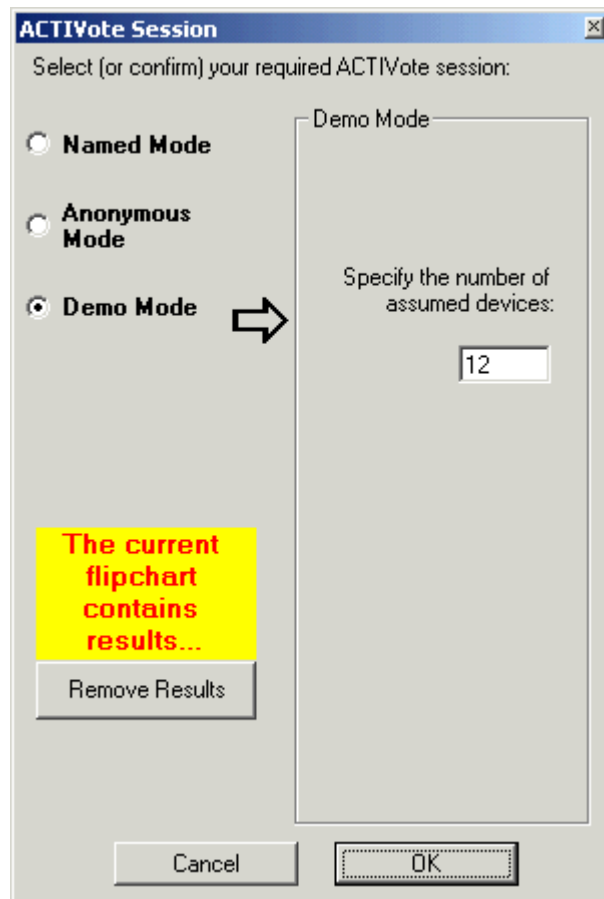 ACTIVote Session
Select (or confirm) your required ACTIVote session:
Named Mode
Anonymous
Mode
Demo Mode
Demo Mode
Specify the number of
assumed devices:
12
The current
flipchart
contains
results...
Remove Results
Cancel
OK